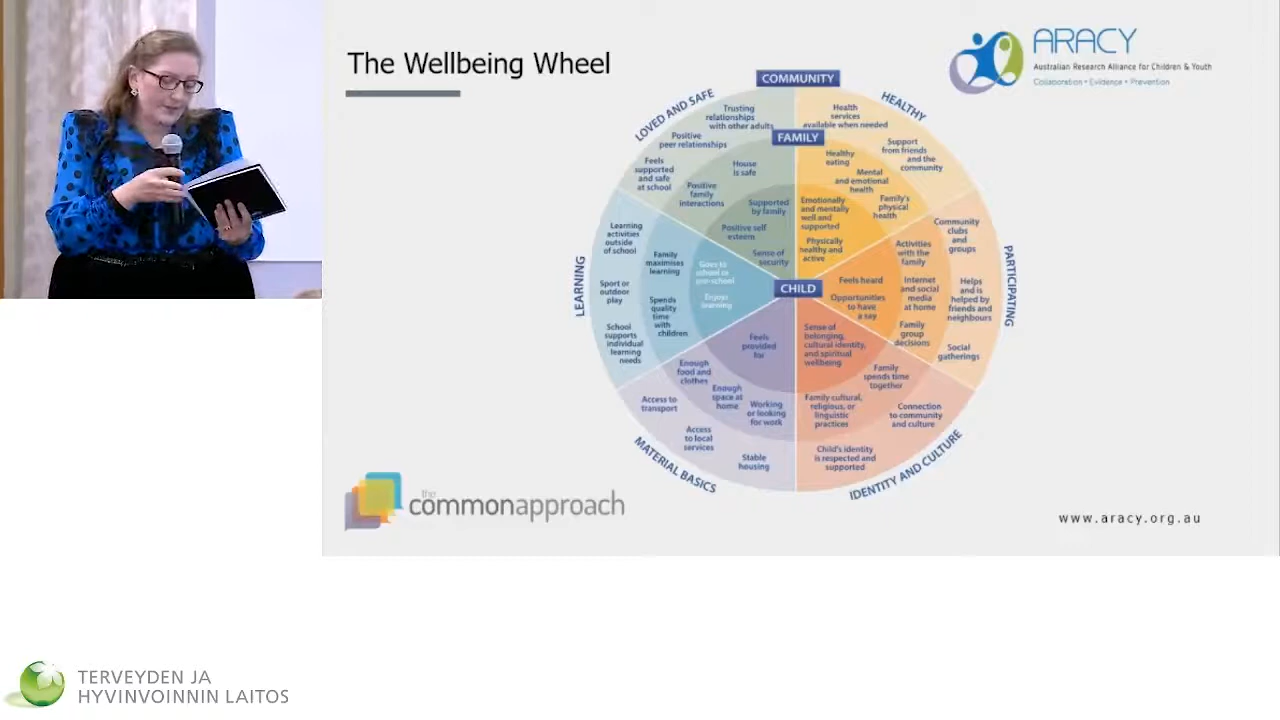 The Wellbeing Wheel
ARACY
Australian Research Alliance for Children & Youth
Collaboration • Evidence • Prevention
COMMUNITY
FAMILY
CHILD
LOVED AND SAFE
Trusting
relationships
with other adults
Positive
peer relationships
Feels
supported
and safe
at school
House
is safe
Positive
family
interactions
Supported
by family
Positive self
esteem
Sense of
security
HEALTHY
Health
services
available when needed
Support
from friends
and the
community
Healthy
eating
Mental
and emotional
health
Family's
physical
health
Emotionally
and mentally
well and
supported
Physically
healthy and
active
PARTICIPATING
Community
clubs
and
groups
Helps
and is
helped by
friends and
neighbours
Social
gatherings
Activities
with the
family
Internet
and social
media
at home
Family
group
decisions
Feels heard
Opportunities
to have
a say
IDENTITY AND CULTURE
Sense of
belonging,
cultural identity,
and spiritual
wellbeing
Family
spends time
together
Family cultural,
religious, or
linguistic
practices
Connection
to community
and culture
Child's identity
is respected and
supported
MATERIAL BASICS
Feels
provided
for
Enough
food and
clothes
Enough
space at
home
Working
or looking
for work
Access to
transport
Access
to local
services
Stable
housing
LEARNING
Learning
activities
outside
of school
Sport or
outdoor
play
School
supports
individual
learning
needs
Family
maximises
learning
Spends
quality
time
with
children
Goes to
school or
pre-school
Enjoys
learning
the
commonapproach
www.aracy.org.au
TERVEYDEN JA
HYVINVOINNIN LAITOS